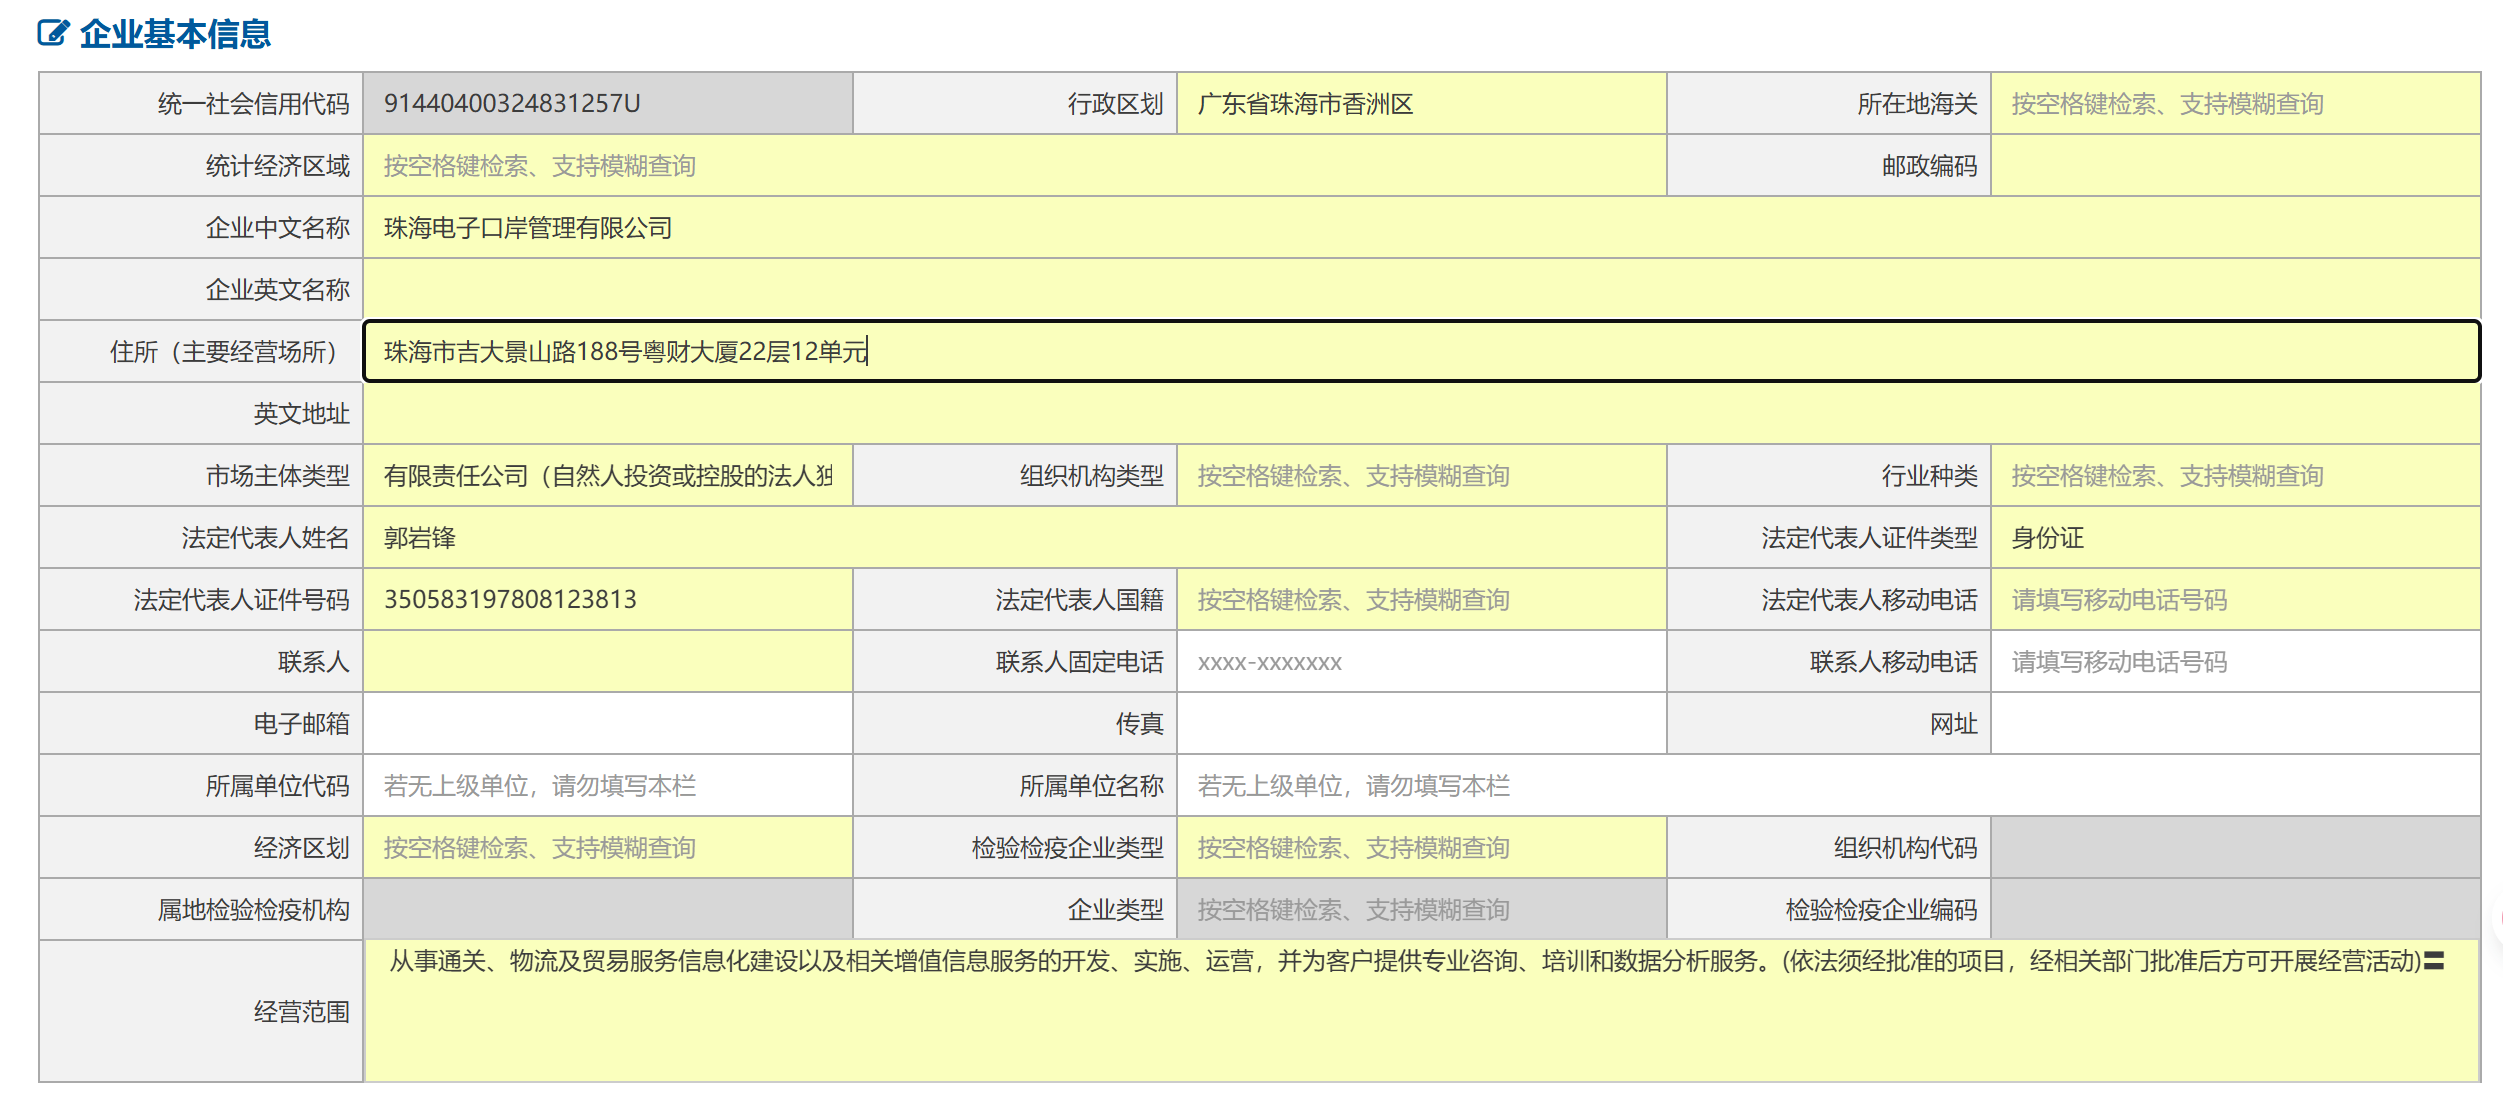 企业基本信息
统一社会信用代码 91440400324831257U 行政区划 广东省珠海市香洲区 所在地海关 按空格键检索、支持模糊查询
统计经济区域 按空格键检索、支持模糊查询 邮政编码
企业中文名称 珠海电子口岸管理有限公司
企业英文名称
住所（主要经营场所） 珠海市吉大景山路188号粤财大厦22层12单元
英文地址
市场主体类型 有限责任公司（自然人投资或控股的法人独 组织机构类型 按空格键检索、支持模糊查询 行业种类 按空格键检索、支持模糊查询
法定代表人姓名 郭岩锋 法定代表人证件类型 身份证
法定代表人证件号码 350583197808123813 法定代表人国籍 按空格键检索、支持模糊查询 法定代表人移动电话 请填写移动电话号码
联系人 联系人固定电话 xxxx-xxxxxxx 联系人移动电话 请填写移动电话号码
电子邮箱 传真 网址
所属单位代码 若无上级单位，请勿填写本栏 所属单位名称 若无上级单位，请勿填写本栏
经济区划 按空格键检索、支持模糊查询 检验检疫企业类型 按空格键检索、支持模糊查询 组织机构代码
属地检验检疫机构 企业类型 按空格键检索、支持模糊查询 检验检疫企业编码
经营范围 从事通关、物流及贸易服务信息化建设以及相关增值信息服务的开发、实施、运营，并为客户提供专业咨询、培训和数据分析服务。(依法须经批准的项目，经相关部门批准后方可开展经营活动)〓